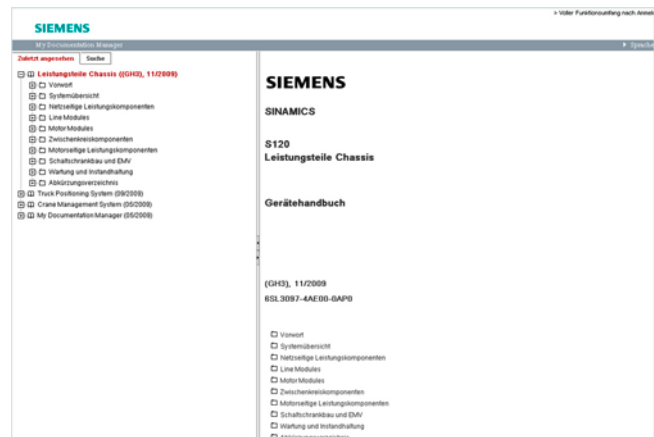 > Voller Funktionsumfang nach Anmel
SIEMENS
My Documentation Manager
Sprache
Zuletzt angesehen
Suche
Leistungsteile Chassis ((GH3), 11/2009)
Vorwort
Systemübersicht
Netzseitige Leistungskomponenten
Line Modules
Motor Modules
Zwischenkreiskomponenten
Motorseitige Leistungskomponenten
Schaltschrankbau und EMV
Wartung und Instandhaltung
Abkürzungsverzeichnis
Truck Positioning System (09/2009)
Crane Management System (05/2009)
My Documentation Manager (05/2009)
SIEMENS
SINAMICS
S120
Leistungsteile Chassis
Gerätehandbuch
(GH3), 11/2009
6SL3097-4AE00-0AP0
Vorwort
Systemübersicht
Netzseitige Leistungskomponenten
Line Modules
Motor Modules
Zwischenkreiskomponenten
Motorseitige Leistungskomponenten
Schaltschrankbau und EMV
Wartung und Instandhaltung